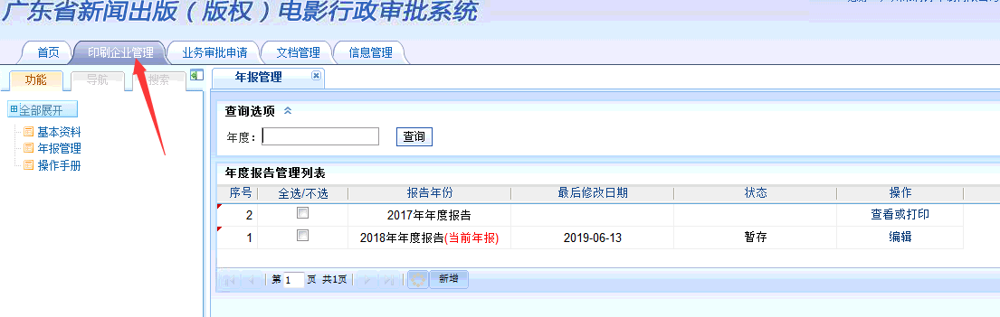 广东省新闻出版（版权）电影行政审批系统
首页 印刷企业管理 业务审批申请 文档管理 信息管理
功能 导航 搜索
年报管理
全部展开
基本资料
年报管理
操作手册
查询选项
年度： 查询
年度报告管理列表
序号 全选/不选 报告年份 最后修改日期 状态 操作
2 2017年年度报告 查看或打印
1 2018年年度报告(当前年报) 2019-06-13 暂存 编辑
第 1 页 共1页 新增